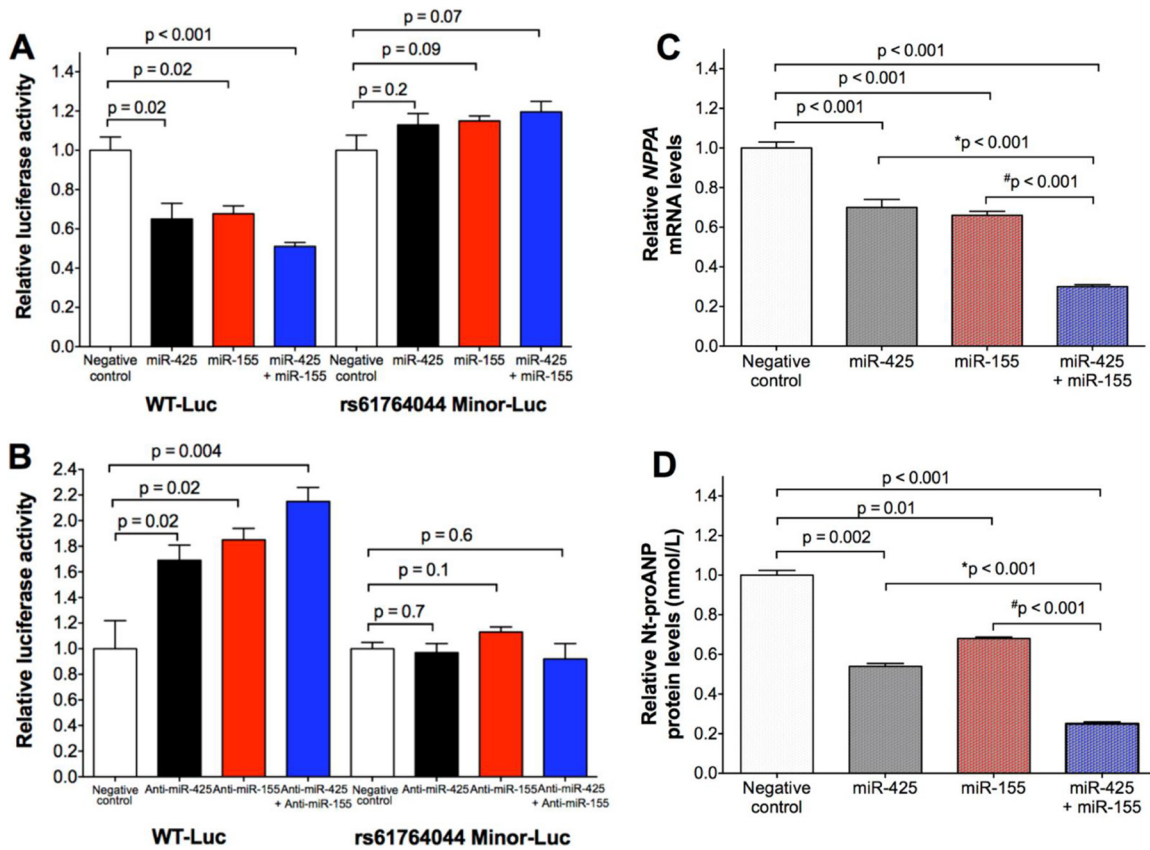 A
Relative luciferase activity
p = 0.07
p < 0.001
p = 0.09
p = 0.02
p = 0.2
p = 0.02
1.4
1.2
1.0
0.8
0.6
0.4
0.2
0.0
Negative
control
miR-425
miR-155
miR-425
+ miR-155
Negative
control
miR-425
miR-155
miR-425
+ miR-155
WT-Luc
rs61764044 Minor-Luc
B
Relative luciferase activity
p = 0.004
p = 0.02
p = 0.02
p = 0.6
p = 0.1
p = 0.7
2.4
2.2
2.0
1.8
1.6
1.4
1.2
1.0
0.8
0.6
0.4
0.2
0.0
Negative
control
Anti-miR-425
Anti-miR-155
Anti-miR-425
+ Anti-miR-155
Negative
control
Anti-miR-425
Anti-miR-155
Anti-miR-425
+ Anti-miR-155
WT-Luc
rs61764044 Minor-Luc
C
Relative NPPA
mRNA levels
p < 0.001
p < 0.001
p < 0.001
*p < 0.001
#p < 0.001
1.4
1.2
1.0
0.8
0.6
0.4
0.2
0.0
Negative
control
miR-425
miR-155
miR-425
+ miR-155
D
Relative Nt-proANP
protein levels (nmol/L)
p < 0.001
p = 0.01
p = 0.002
*p < 0.001
#p < 0.001
1.4
1.2
1.0
0.8
0.6
0.4
0.2
0.0
Negative
control
miR-425
miR-155
miR-425
+ miR-155